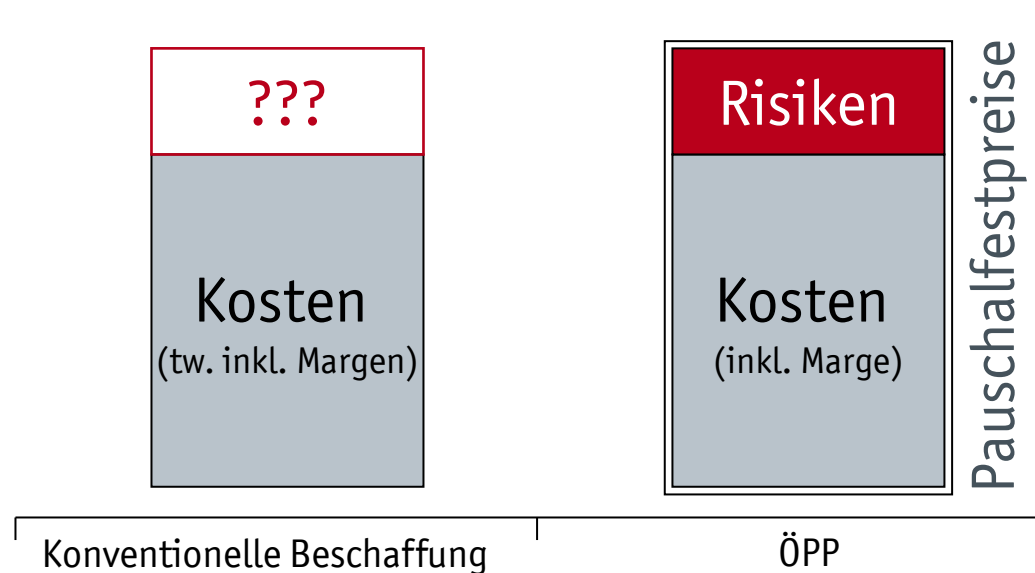 ???
Kosten
(tw. inkl. Margen)
Konventionelle Beschaffung
Risiken
Kosten
(inkl. Marge)
Pauschalfestpreise
ÖPP